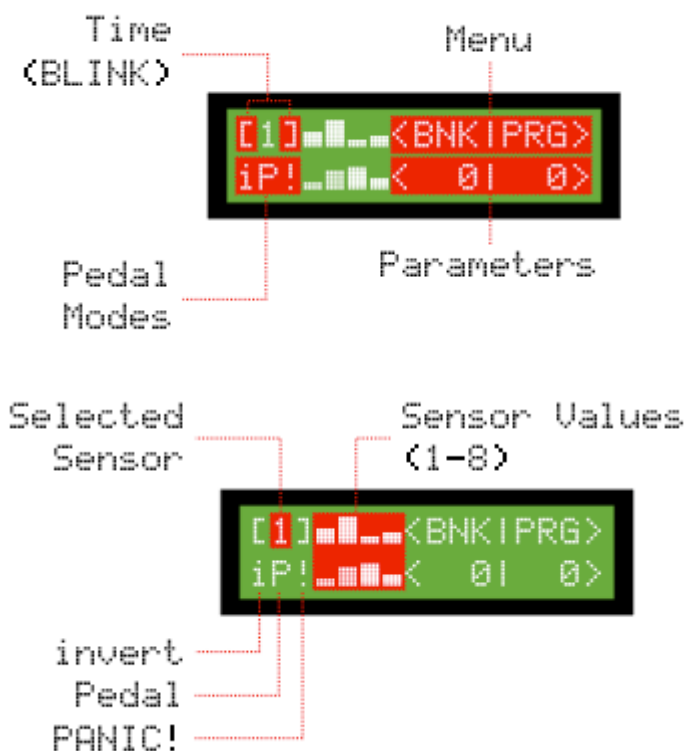 Time
(BLINK)
Menu
[1] <BNK|PRG>
iP! < 0| 0>
Pedal
Modes
Parameters
Selected
Sensor
Sensor Values
(1-8)
[1] <BNK|PRG>
iP! < 0| 0>
invert
Pedal
PANIC!